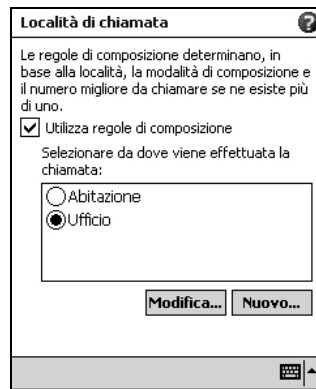 Località di chiamata
Le regole di composizione determinano, in
base alla località, la modalità di composizione e
il numero migliore da chiamare se ne esiste più
di uno.
Utilizza regole di composizione
Selezionare da dove viene effettuata la
chiamata:
Abitazione
Ufficio
Modifica... Nuovo...